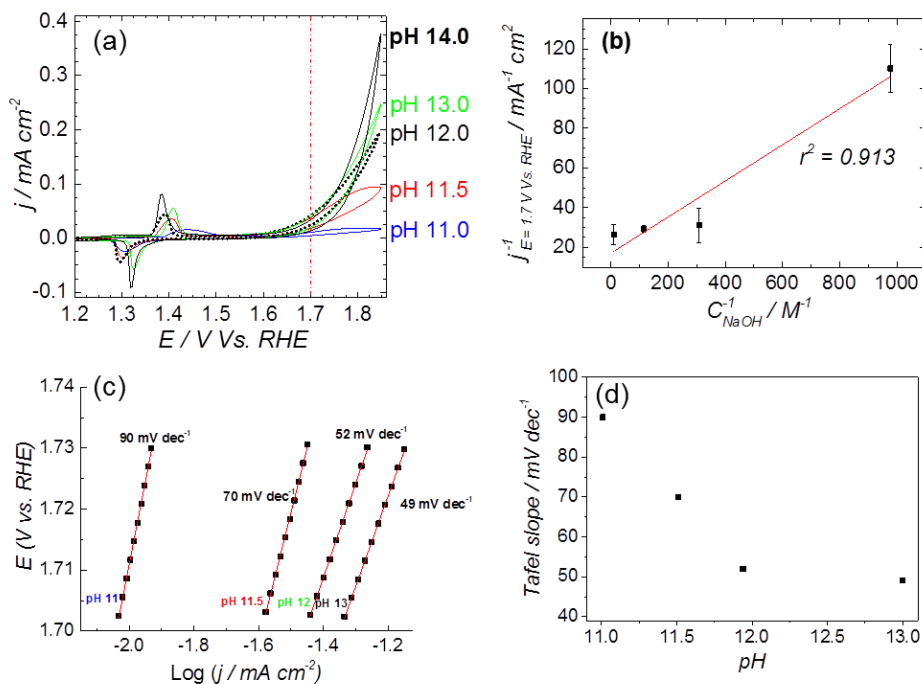 (a)
pH 14.0
pH 13.0
pH 12.0
pH 11.5
pH 11.0
0.4
0.3
0.2
0.1
0.0
-0.1
j / mA cm-2
1.2 1.3 1.4 1.5 1.6 1.7 1.8
E / V Vs. RHE
(b)
120
100
80
60
40
20
j-1 E = 1.7 V Vs. RHE / mA-1 cm2
r2 = 0.913
0 200 400 600 800 1000
C-1 NaOH / M-1
(c)
1.74
1.73
1.72
1.71
1.70
E (V vs. RHE)
90 mV dec-1
70 mV dec-1
52 mV dec-1
49 mV dec-1
pH 11
pH 11.5
pH 12
pH 13
-2.0 -1.8 -1.6 -1.4 -1.2
Log (j / mA cm-2)
(d)
100
90
80
70
60
50
40
Tafel slope / mV dec-1
11.0 11.5 12.0 12.5 13.0
pH